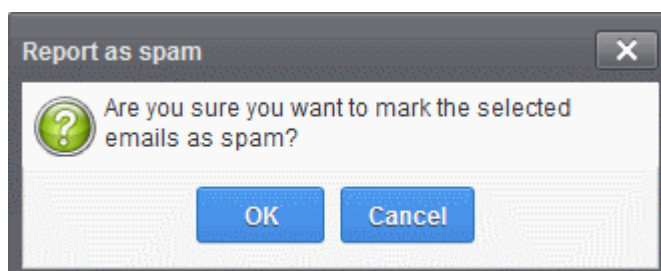 Report as spam
Are you sure you want to mark the selected
emails as spam?
OK Cancel